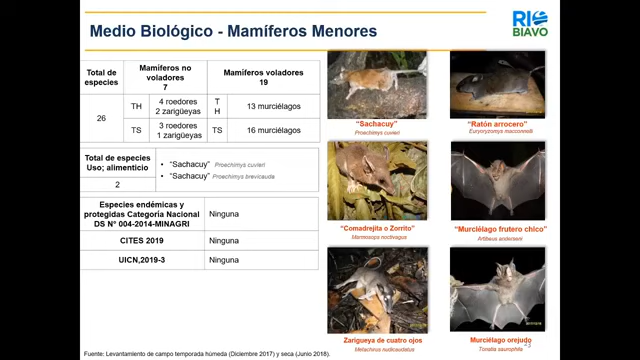 Medio Biológico - Mamíferos Menores
RIO
BIAVO
Total de
especies
Mamíferos no
voladores
7
Mamíferos voladores
19
26
TH
4 roedores
2 zarigüeyas
T
H
13 murciélagos
TS
3 roedores
1 zarigüeyas
TS
16 murciélagos
Total de especies
Uso; alimenticio
2
• “Sachacuy” Proechimys cuvieri
• “Sachacuy” Proechimys brevicauda
Especies endémicas y
protegidas Categoría Nacional
DS N° 004-2014-MINAGRI
Ninguna
CITES 2019
Ninguna
UICN,2019-3
Ninguna
“Sachacuy”
Proechimys cuvieri
“Ratón arrocero”
Euryoryzomys macconnelli
“Comadrejita o Zorrito”
Marmosops noctivagus
“Murciélago frutero chico”
Artibeus anderseni
Zarigueya de cuatro ojos
Metachirus nudicaudatus
Murciélago orejudo
Tonatia saurophila
Fuente: Levantamiento de campo temporada húmeda (Diciembre 2017) y seca (Junio 2018).